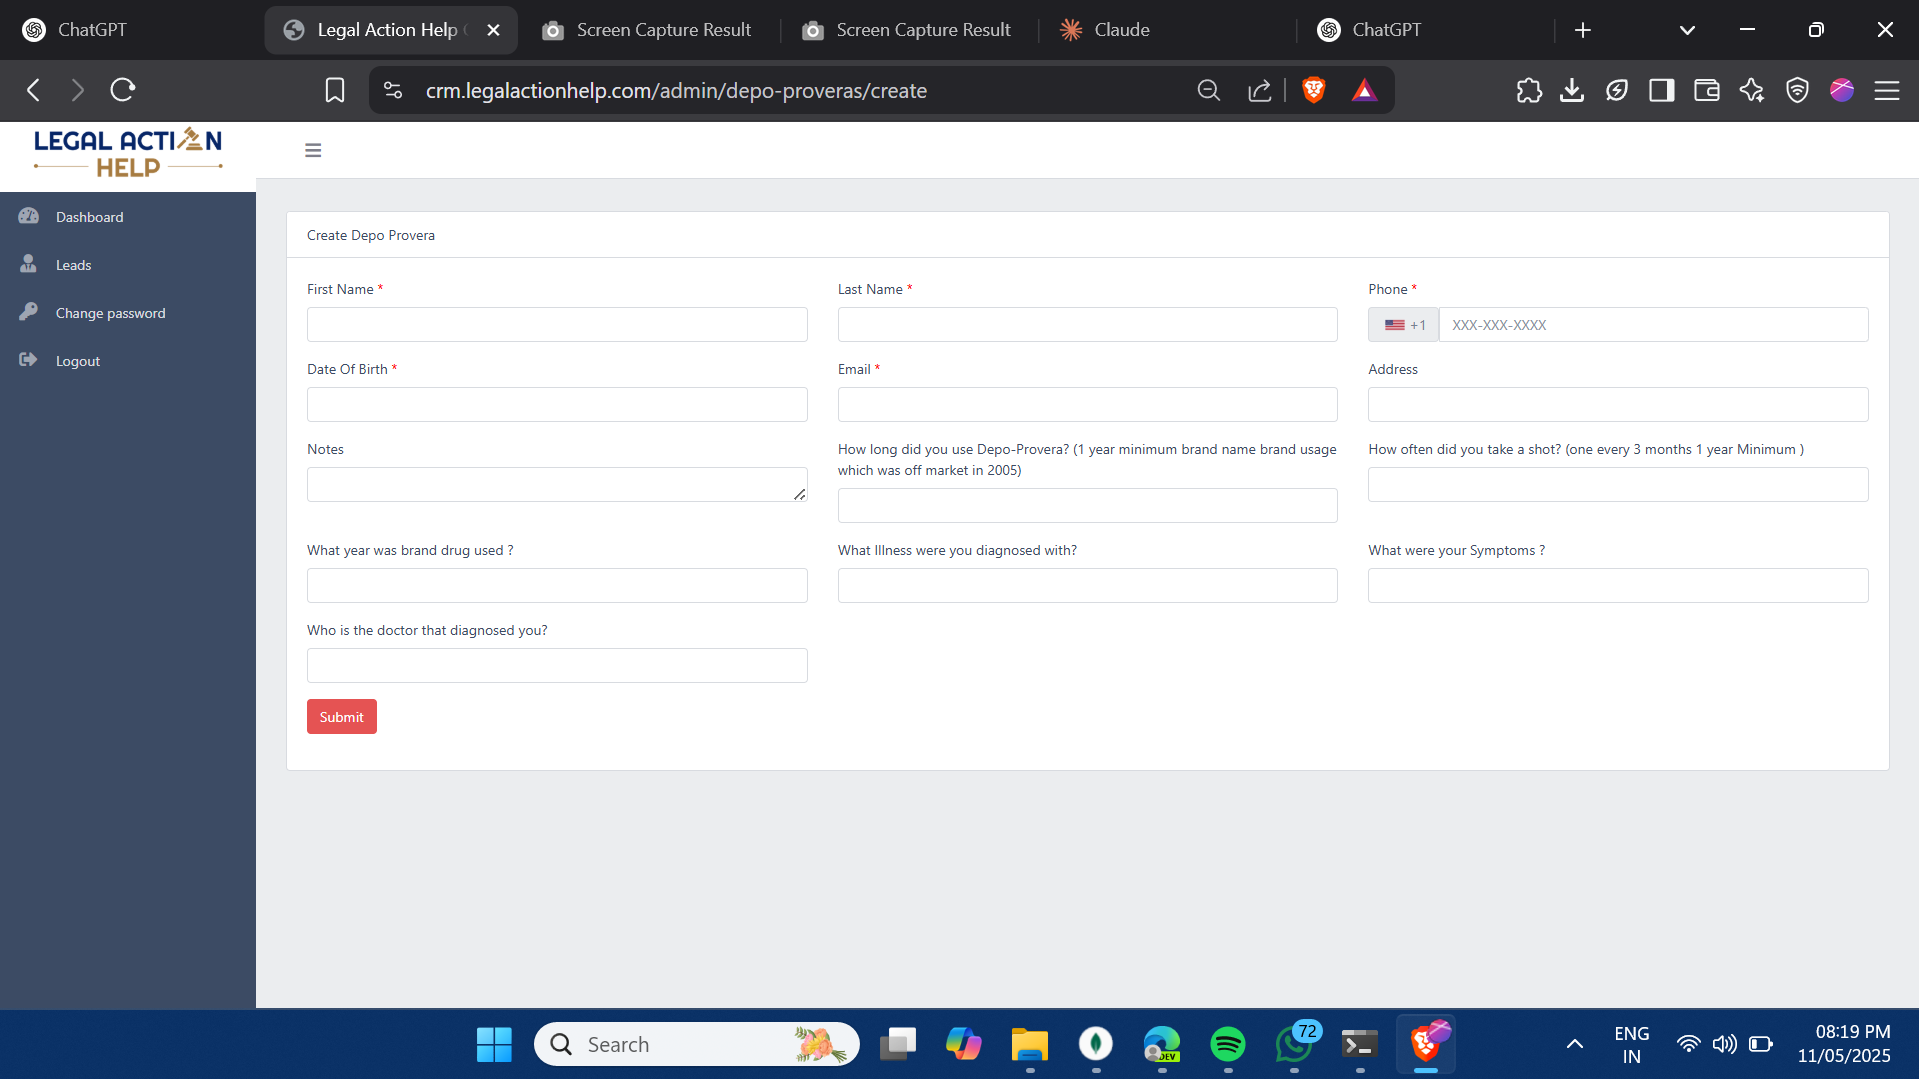 ChatGPT
Legal Action Help
Screen Capture Result
Screen Capture Result
Claude
ChatGPT
crm.legalactionhelp.com/admin/depo-proveras/create
LEGAL ACTION
HELP
Dashboard
Leads
Change password
Logout
Create Depo Provera
First Name *
Last Name *
Phone *
+1
XXX-XXX-XXXX
Date Of Birth *
Email *
Address
Notes
How long did you use Depo-Provera? (1 year minimum brand name brand usage
which was off market in 2005)
How often did you take a shot? (one every 3 months 1 year Minimum )
What year was brand drug used ?
What Illness were you diagnosed with?
What were your Symptoms ?
Who is the doctor that diagnosed you?
Submit
Search
DEV
72
ENG
IN
08:19 PM
11/05/2025